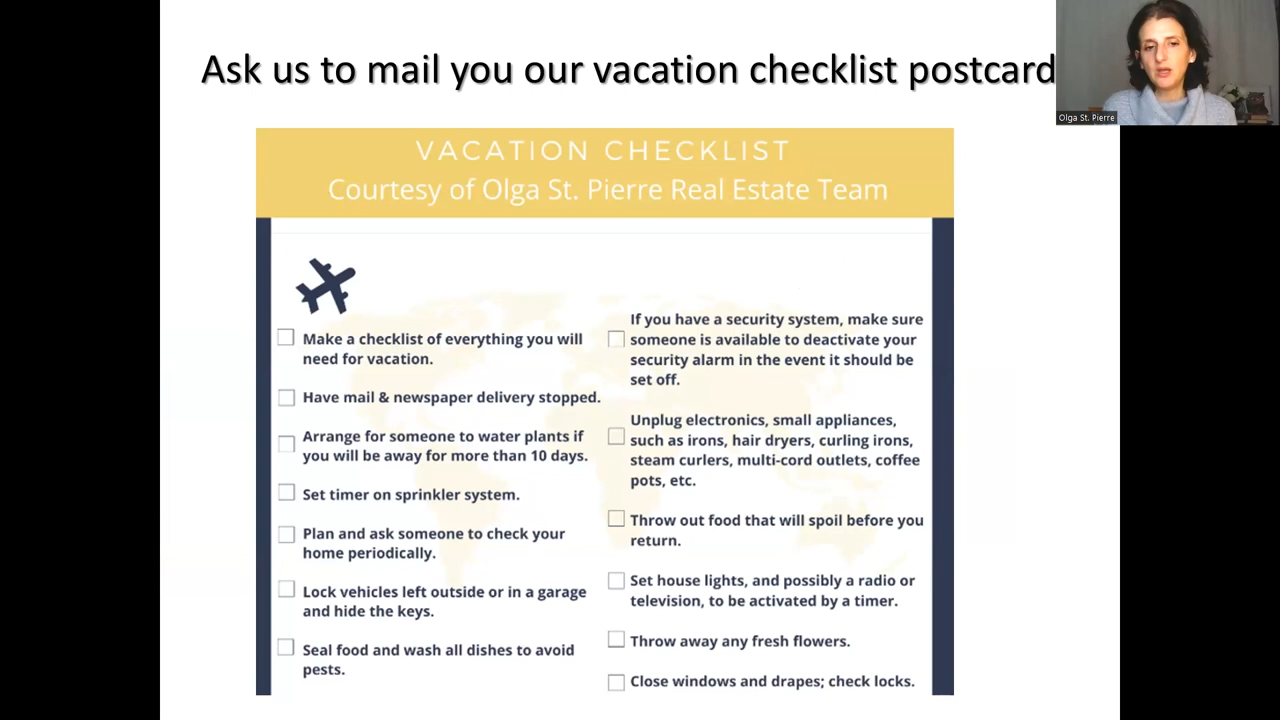 Ask us to mail you our vacation checklist postcard
Olga St. Pierre
VACATION CHECKLIST
Courtesy of Olga St. Pierre Real Estate Team
Make a checklist of everything you will
need for vacation.
Have mail & newspaper delivery stopped.
Arrange for someone to water plants if
you will be away for more than 10 days.
Set timer on sprinkler system.
Plan and ask someone to check your
home periodically.
Lock vehicles left outside or in a garage
and hide the keys.
Seal food and wash all dishes to avoid
pests.
If you have a security system, make sure
someone is available to deactivate your
security alarm in the event it should be
set off.
Unplug electronics, small appliances,
such as irons, hair dryers, curling irons,
steam curlers, multi-cord outlets, coffee
pots, etc.
Throw out food that will spoil before you
return.
Set house lights, and possibly a radio or
television, to be activated by a timer.
Throw away any fresh flowers.
Close windows and drapes; check locks.